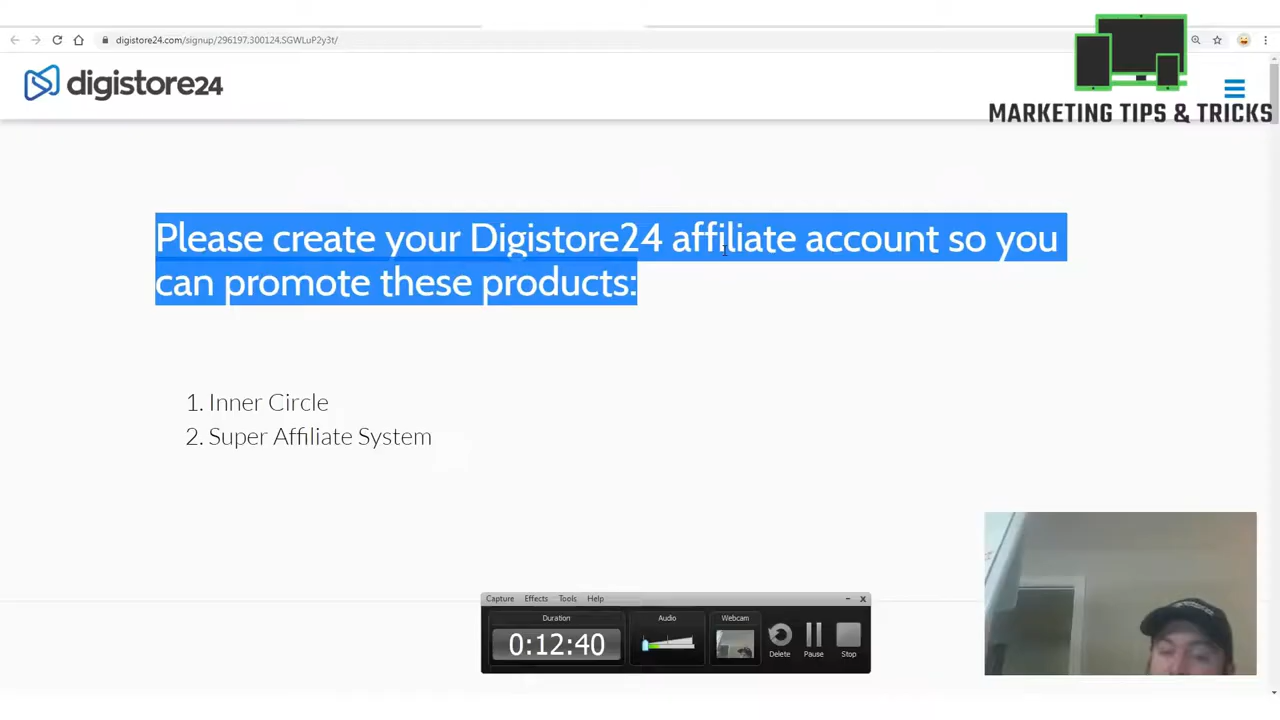 digistore24.com/signup/296197.300124.SGWLuP2y3t/
digistore24
MARKETING TIPS & TRICKS
Please create your Digistore24 affiliate account so you
can promote these products:
1. Inner Circle
2. Super Affiliate System
Capture Effects Tools Help
Duration Audio Webcam
0:12:40
Delete Pause Stop